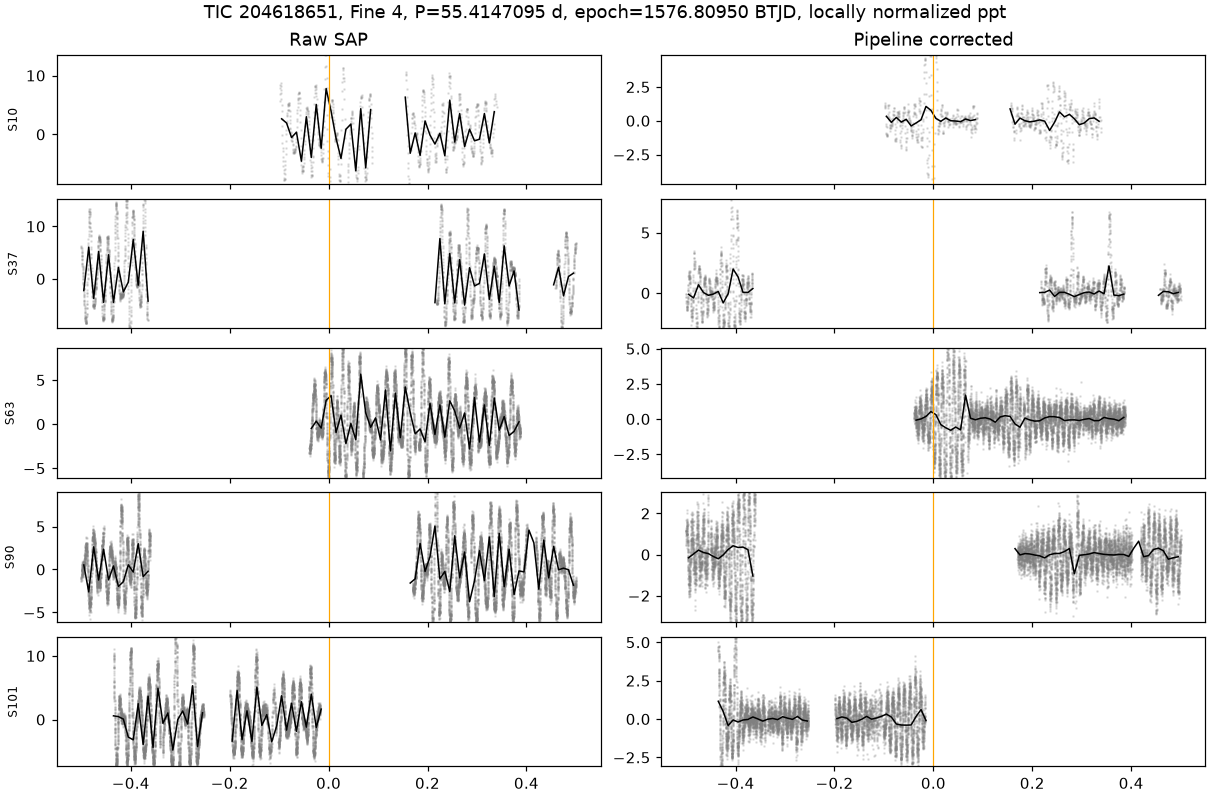 TIC 204618651, Fine 4, P=55.4147095 d, epoch=1576.80950 BTJD, locally normalized ppt
Raw SAP
Pipeline corrected
S10
10
0
2.5
0.0
−2.5
S37
10
0
5
0
S63
5
0
−5
5.0
2.5
0.0
−2.5
S90
5
0
−5
2
0
−2
S101
10
0
5.0
2.5
0.0
−2.5
−0.4 −0.2 0.0 0.2 0.4
−0.4 −0.2 0.0 0.2 0.4